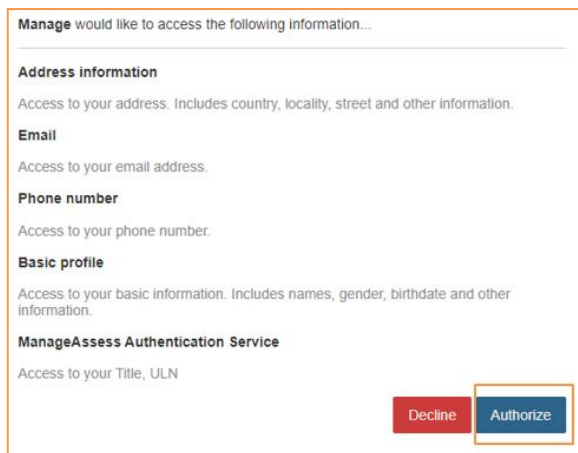 Manage would like to access the following information...
Address information
Access to your address. Includes country, locality, street and other information.
Email
Access to your email address.
Phone number
Access to your phone number.
Basic profile
Access to your basic information. Includes names, gender, birthdate and other
information.
ManageAssess Authentication Service
Access to your Title, ULN
Decline Authorize